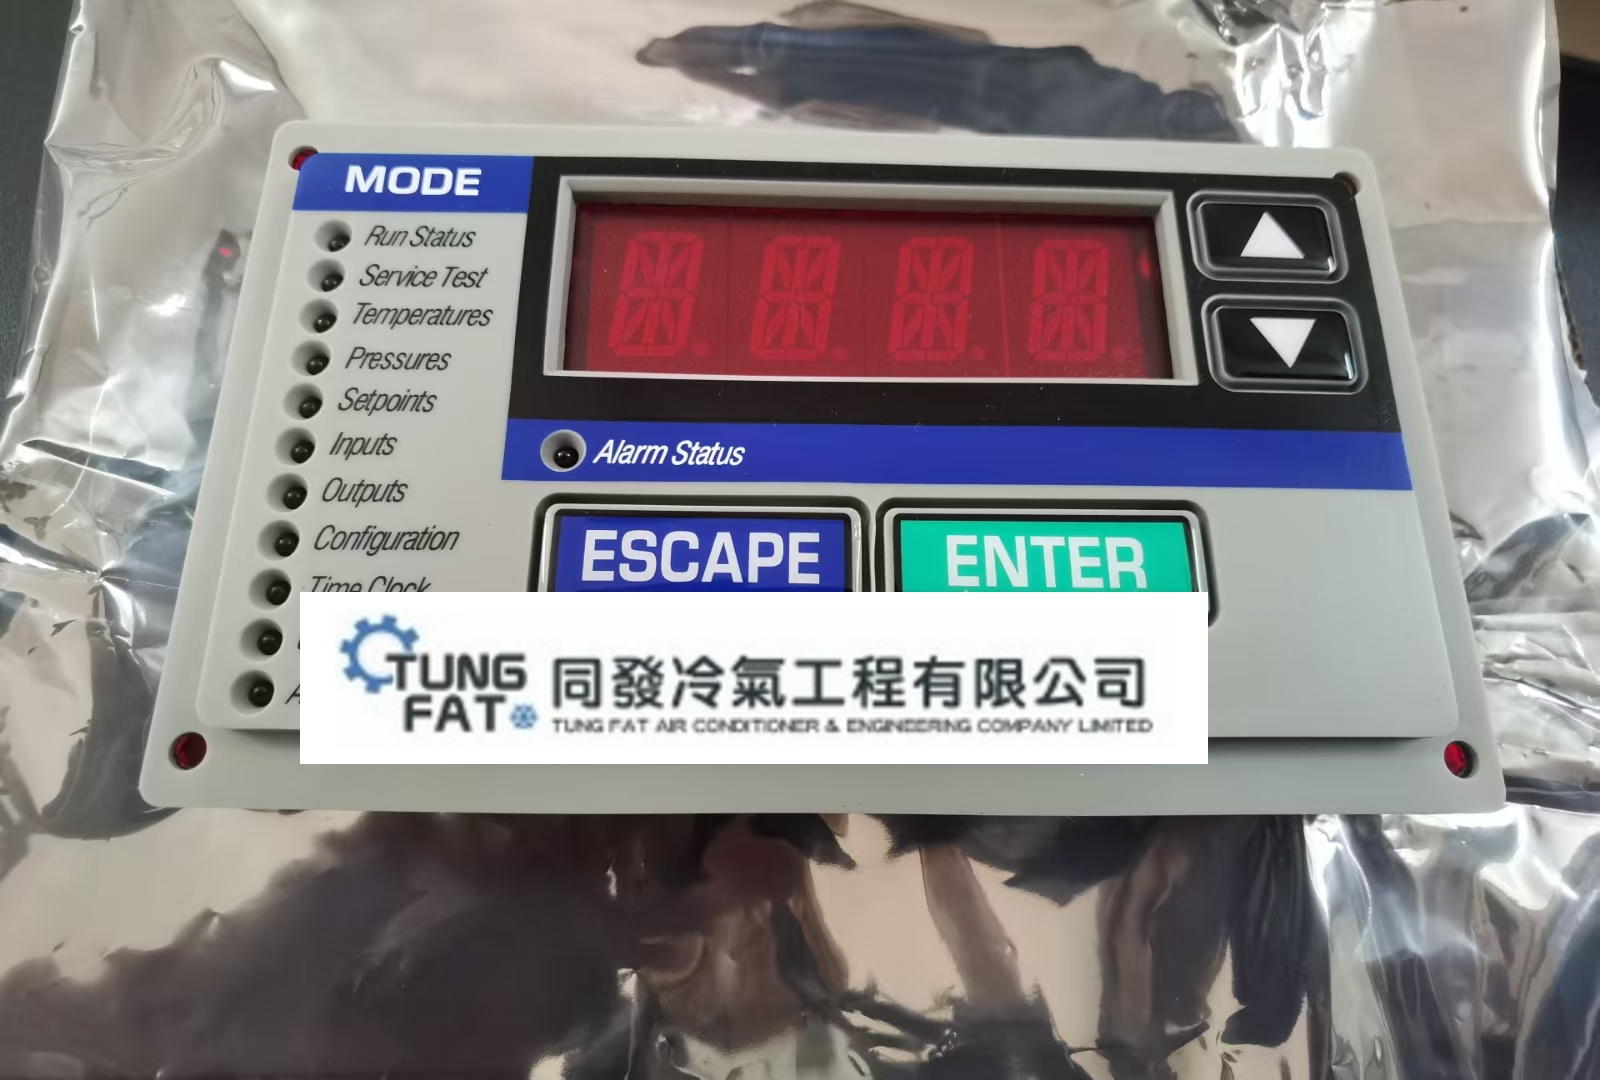 MODE
Run Status
Service Test
Temperatures
Pressures
Setpoints
Inputs
Outputs
Configuration
Time Clock
Alarm Status
ESCAPE
ENTER
TUNG
FAT
同發冷氣工程有限公司
TUNG FAT AIR CONDITIONER & ENGINEERING COMPANY LIMITED